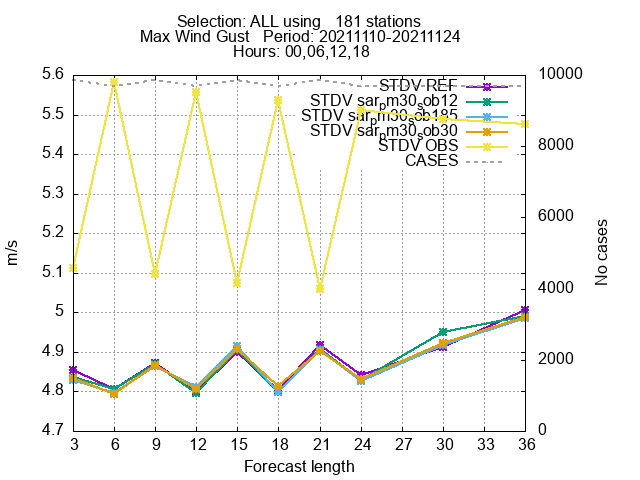 Selection: ALL using   181 stations
Max Wind Gust   Period: 20211110-20211124
Hours: 00,06,12,18
STDV REF
STDV sar_pm30_sob12
STDV sar_pm30_sob185
STDV sar_pm30_sob30
STDV OBS
CASES
5.6
5.5
5.4
5.3
5.2
5.1
5
4.9
4.8
4.7
m/s
10000
8000
6000
4000
2000
0
No cases
3 6 9 12 15 18 21 24 27 30 33 36
Forecast length